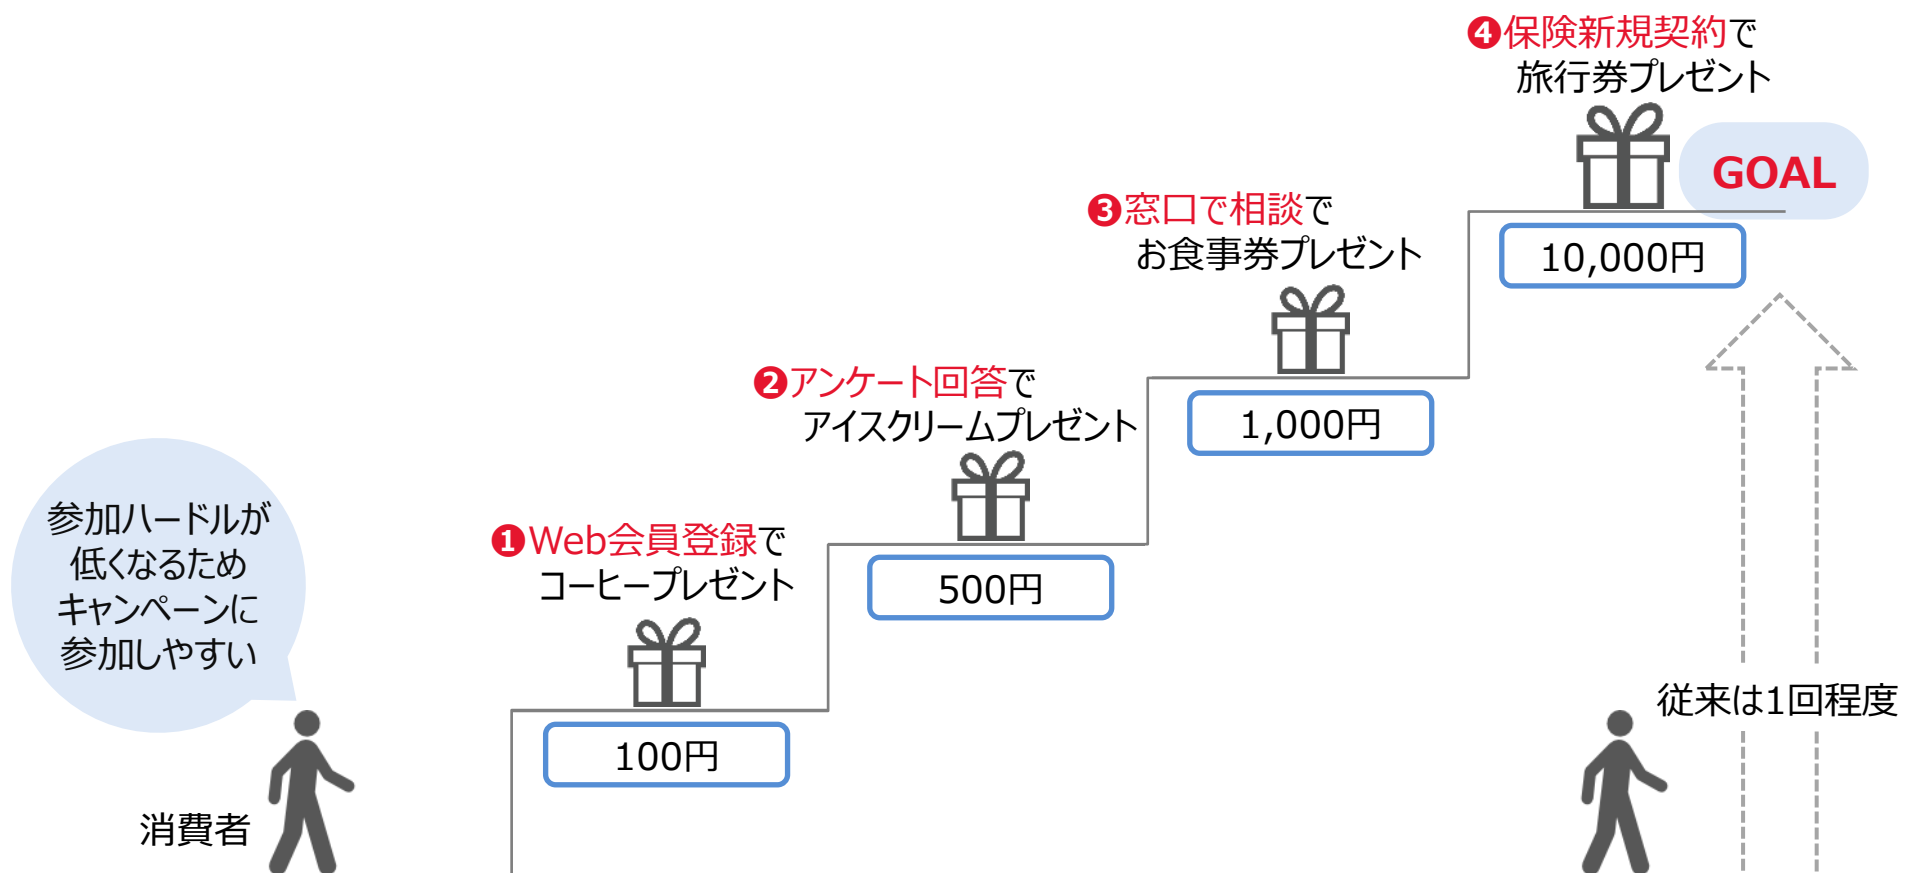 ❹保険新規契約で
旅行券プレゼント
GOAL
10,000円
❸窓口で相談で
お食事券プレゼント
1,000円
❷アンケート回答で
アイスクリームプレゼント
500円
❶Web会員登録で
コーヒープレゼント
100円
参加ハードルが
低くなるため
キャンペーンに
参加しやすい
消費者
従来は1回程度